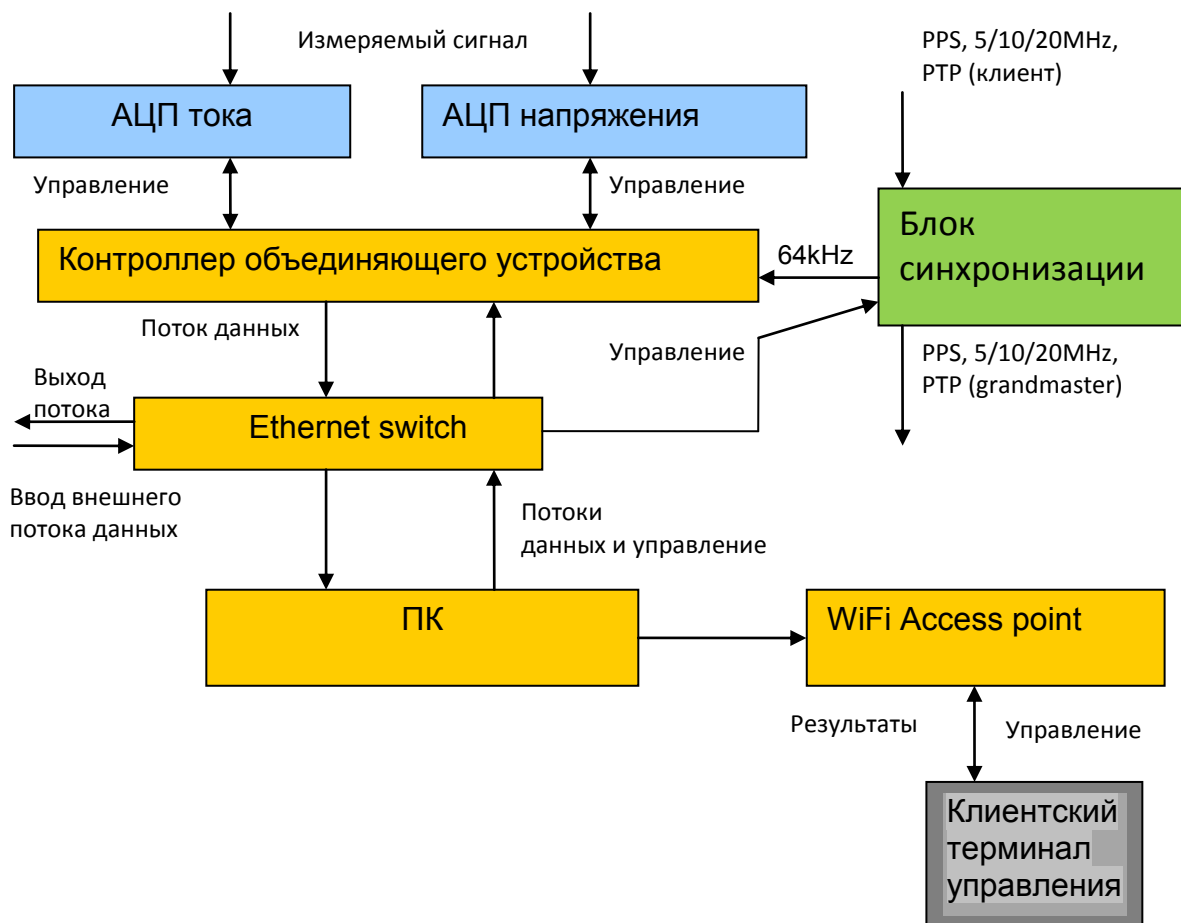 Измеряемый сигнал
PPS, 5/10/20MHz,
PTP (клиент)
АЦП тока
АЦП напряжения
Управление
Управление
Блок
синхронизации
Контроллер объединяющего устройства
64kHz
Поток данных
Управление
PPS, 5/10/20MHz,
PTP (grandmaster)
Выход
потока
Ethernet switch
Ввод внешнего
потока данных
Потоки
данных и управление
ПК
WiFi Access point
Результаты
Управление
Клиентский
терминал
управления